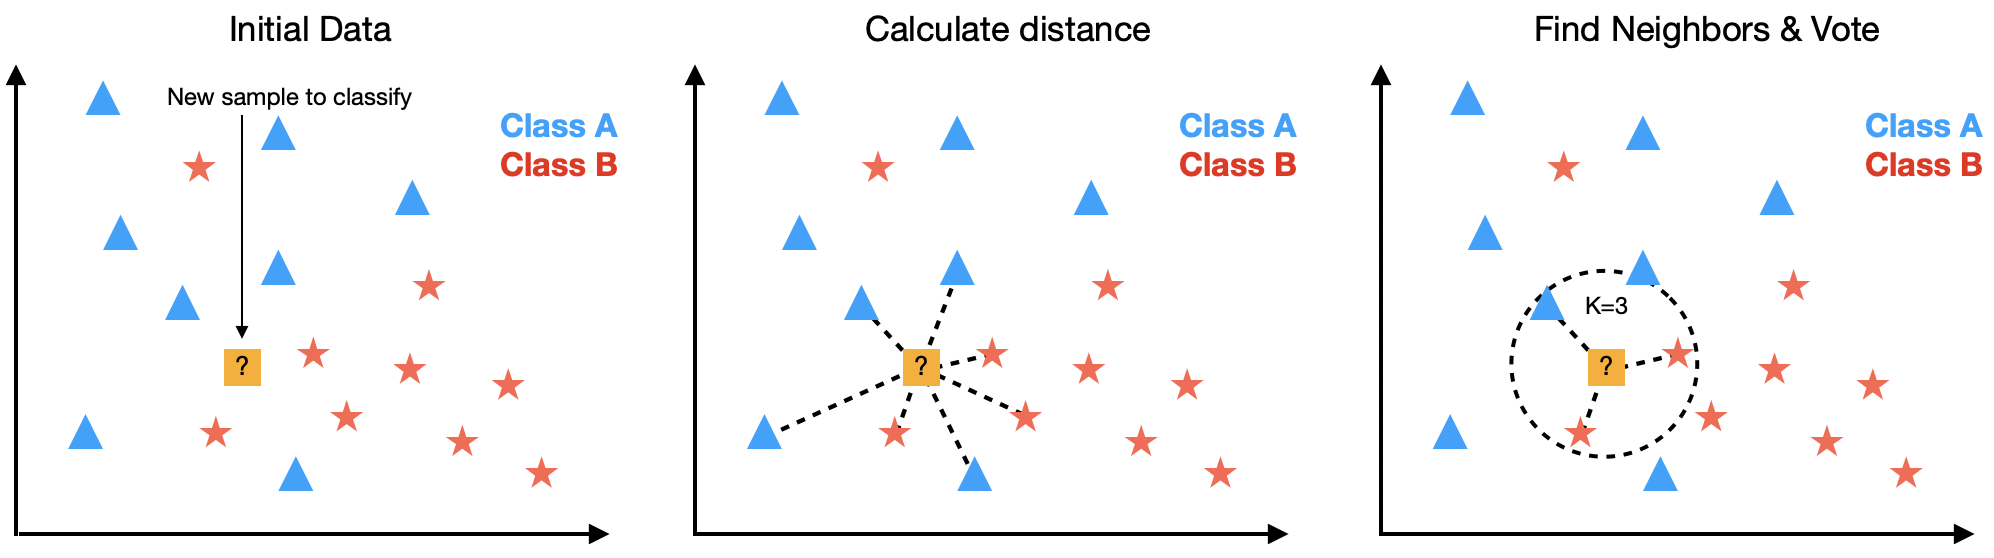 Initial Data
New sample to classify
Class A
Class B
?
Calculate distance
Class A
Class B
?
Find Neighbors & Vote
Class A
Class B
K=3
?